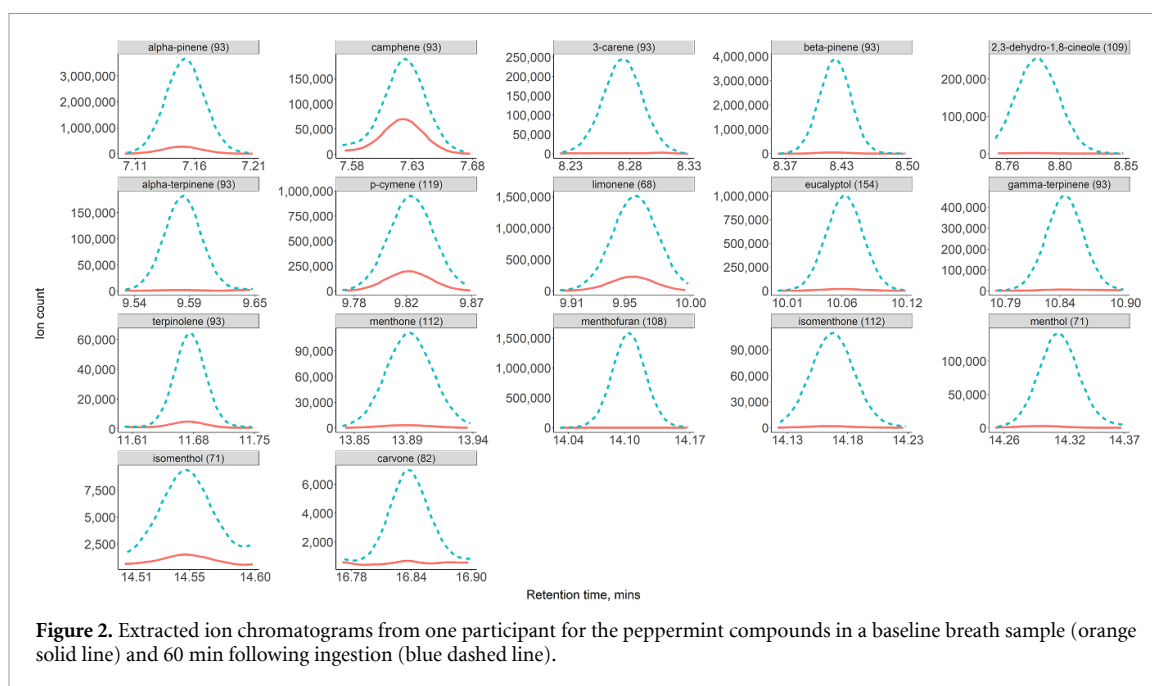 alpha-pinene (93)
camphene (93)
3-carene (93)
beta-pinene (93)
2,3-dehydro-1,8-cineole (109)
3,000,000
2,000,000
1,000,000
0
150,000
100,000
50,000
0
250,000
200,000
150,000
100,000
50,000
0
4,000,000
3,000,000
2,000,000
1,000,000
0
200,000
100,000
0
7.11 7.16 7.21
7.58 7.63 7.68
8.23 8.28 8.33
8.37 8.43 8.50
8.76 8.80 8.85
alpha-terpinene (93)
p-cymene (119)
limonene (68)
eucalyptol (154)
gamma-terpinene (93)
150,000
100,000
50,000
0
1,000,000
750,000
500,000
250,000
0
1,500,000
1,000,000
500,000
0
1,000,000
750,000
500,000
250,000
0
400,000
300,000
200,000
100,000
0
9.54 9.59 9.65
9.78 9.82 9.87
9.91 9.95 10.00
10.01 10.06 10.12
10.79 10.84 10.90
Ion count
terpinolene (93)
menthone (112)
menthofuran (108)
isomenthone (112)
menthol (71)
60,000
40,000
20,000
0
90,000
60,000
30,000
0
1,500,000
1,000,000
500,000
0
90,000
60,000
30,000
0
100,000
50,000
0
11.61 11.68 11.75
13.85 13.89 13.94
14.04 14.10 14.17
14.13 14.18 14.23
14.26 14.32 14.37
isomenthol (71)
carvone (82)
7,500
5,000
2,500
6,000
4,000
2,000
14.51 14.55 14.60
16.78 16.84 16.90
Retention time, mins
Figure 2. Extracted ion chromatograms from one participant for the peppermint compounds in a baseline breath sample (orange
solid line) and 60 min following ingestion (blue dashed line).